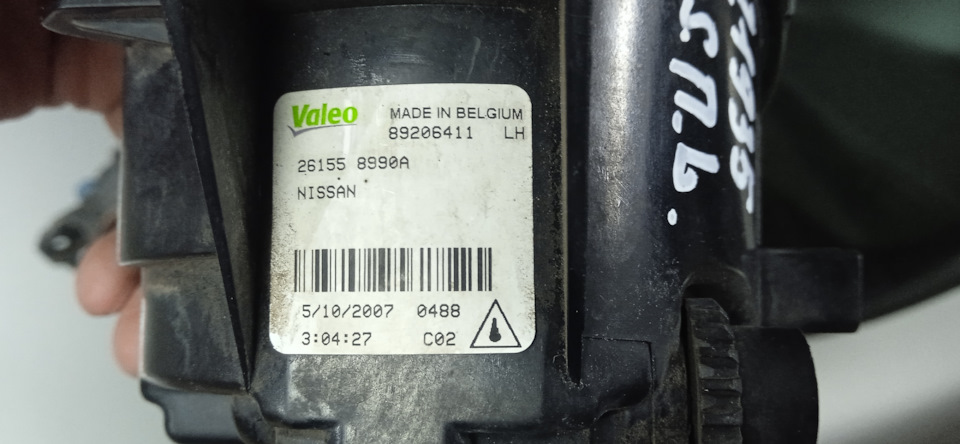 Valeo MADE IN BELGIUM
89206411 LH
26155 8990A
NISSAN
5/10/2007 0488
3:04:27 C02